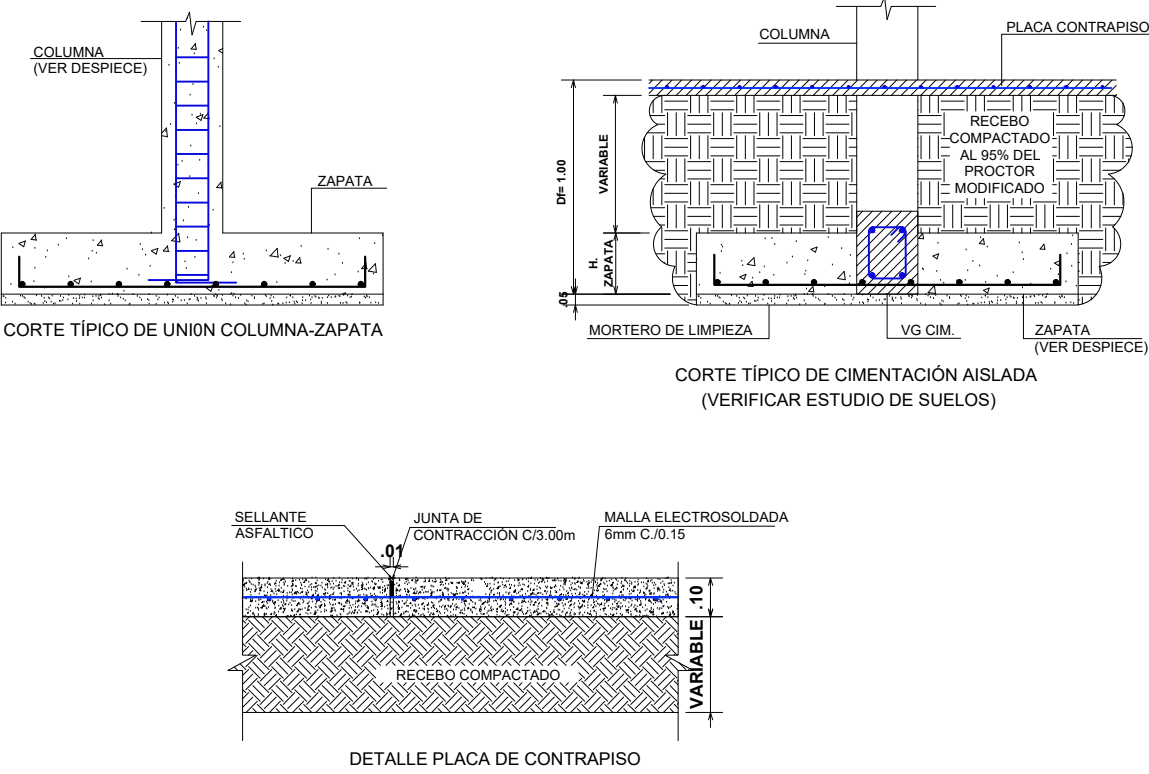 COLUMNA
(VER DESPIECE)
ZAPATA
CORTE TÍPICO DE UNI0N COLUMNA-ZAPATA
COLUMNA
PLACA CONTRAPISO
RECEBO
COMPACTADO
AL 95% DEL
PROCTOR
MODIFICADO
Df= 1.00
VARIABLE
H.
ZAPATA
.05
MORTERO DE LIMPIEZA
VG CIM.
ZAPATA
(VER DESPIECE)
CORTE TÍPICO DE CIMENTACIÓN AISLADA
(VERIFICAR ESTUDIO DE SUELOS)
SELLANTE
ASFALTICO
JUNTA DE
CONTRACCIÓN C/3.00m
MALLA ELECTROSOLDADA
6mm C./0.15
.01
.10
VARIABLE
RECEBO COMPACTADO
DETALLE PLACA DE CONTRAPISO